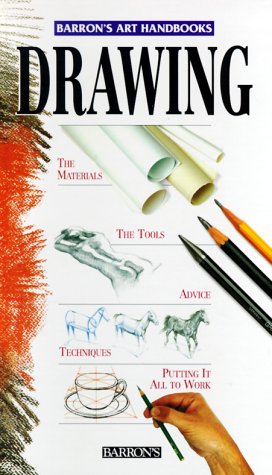 BARRON'S ART HANDBOOKS
DRAWING
THE
MATERIALS
THE TOOLS
ADVICE
TECHNIQUES
PUTTING IT
ALL TO WORK
BARRON'S